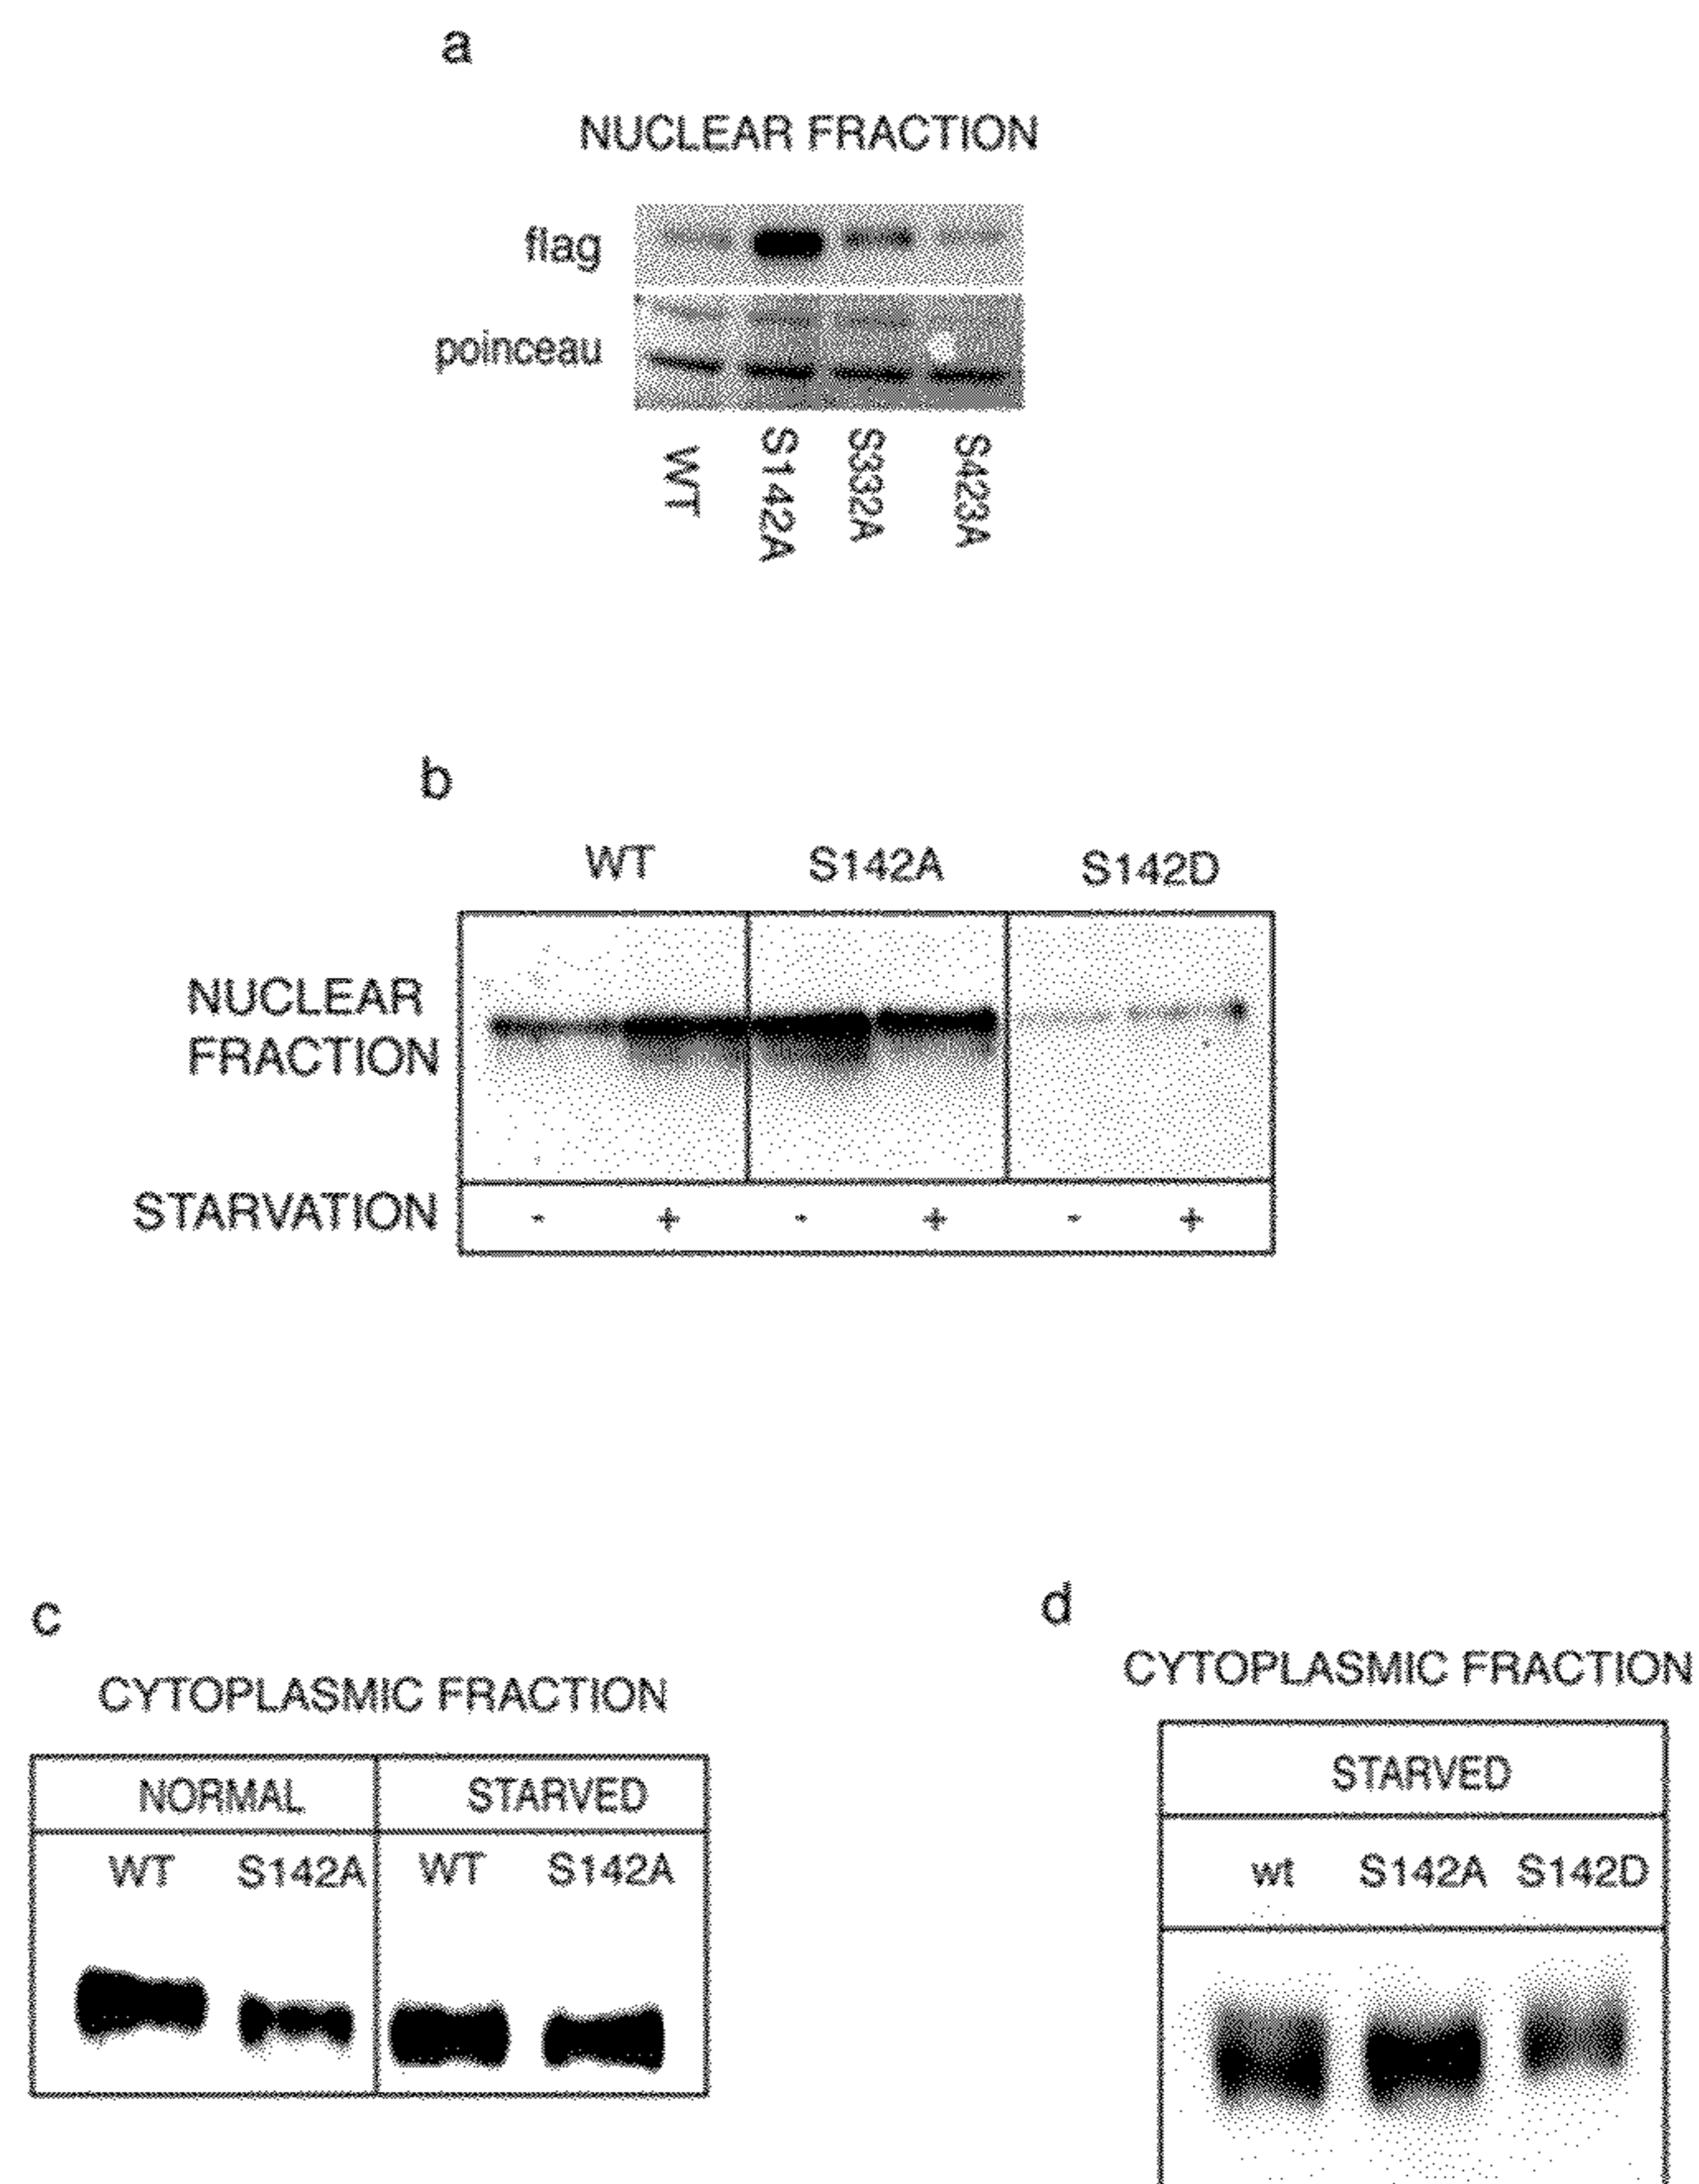 a
NUCLEAR FRACTION
flag
poinceau
WT
S142A
S332A
S423A
b
WT S142A S142D
NUCLEAR
FRACTION
STARVATION - + - + - +
c
CYTOPLASMIC FRACTION
NORMAL STARVED
WT S142A WT S142A
d
CYTOPLASMIC FRACTION
STARVED
wt S142A S142D